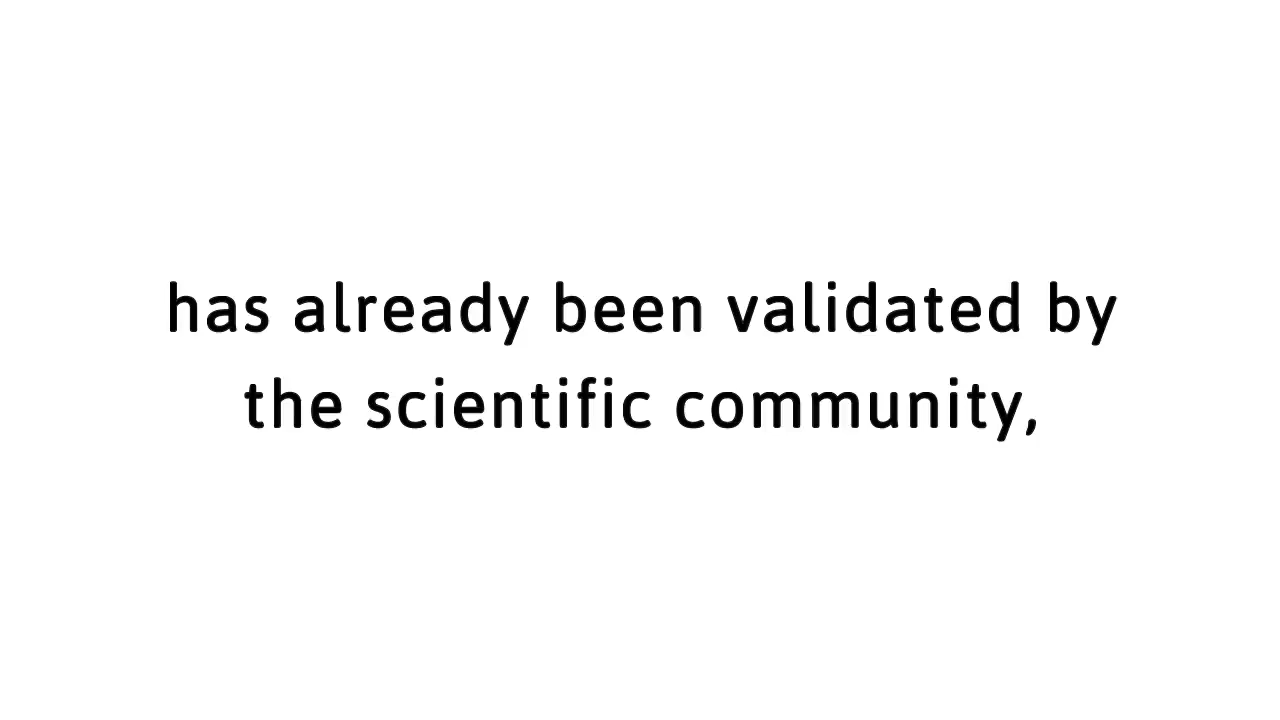 has already been validated by
the scientific community,